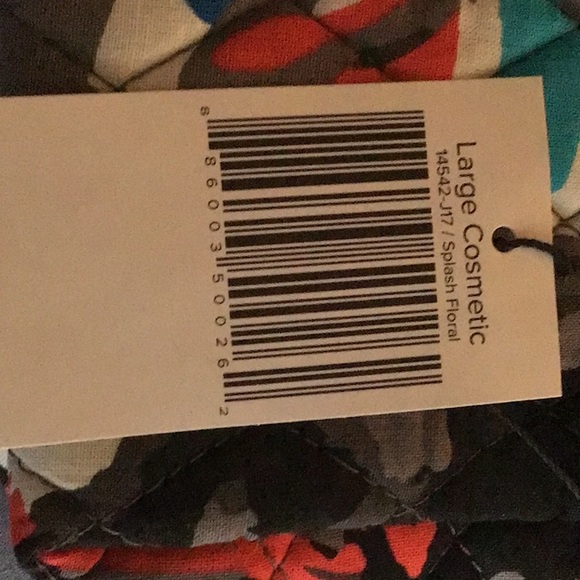 Large Cosmetic
14542-J17 / Splash Floral
8 86003 50026 2